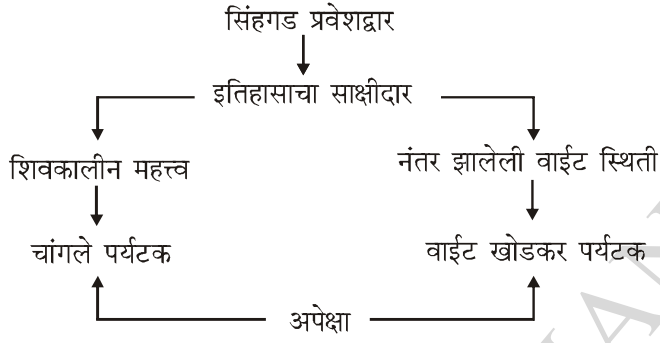 सिंहगड प्रवेशद्वार
इतिहासाचा साक्षीदार
शिवकालीन महत्त्व
नंतर झालेली वाईट स्थिती
चांगले पर्यटक
वाईट खोडकर पर्यटक
अपेक्षा